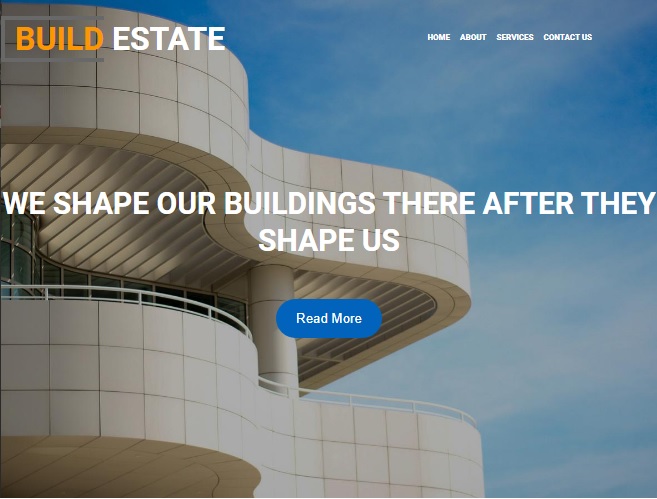 BUILD ESTATE
HOME ABOUT SERVICES CONTACT US
WE SHAPE OUR BUILDINGS THERE AFTER THEY
SHAPE US
Read More